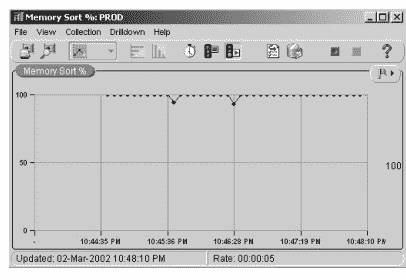 Memory Sort %: PROD
File View Collection Drilldown Help
Memory Sort %
100
50
100
0
- 10:44:35 PM 10:45:36 PM 10:46:28 PM 10:47:19 PM 10:48:10 PM
Updated: 02-Mar-2002 10:48:10 PM Rate: 00:00:05